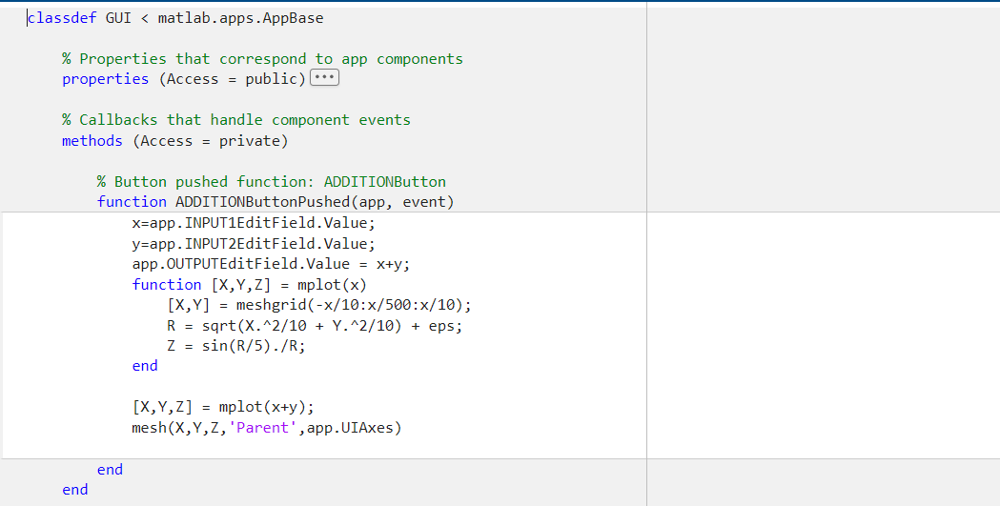 classdef GUI < matlab.apps.AppBase
% Properties that correspond to app components
properties (Access = public) ...
% Callbacks that handle component events
methods (Access = private)
% Button pushed function: ADDITIONButton
function ADDITIONButtonPushed(app, event)
x=app.INPUT1EditField.Value;
y=app.INPUT2EditField.Value;
app.OUTPUTEditField.Value = x+y;
function [X,Y,Z] = mplot(x)
[X,Y] = meshgrid(-x/10:x/500:x/10);
R = sqrt(X.^2/10 + Y.^2/10) + eps;
Z = sin(R/5)./R;
end
[X,Y,Z] = mplot(x+y);
mesh(X,Y,Z,'Parent',app.UIAxes)
end
end